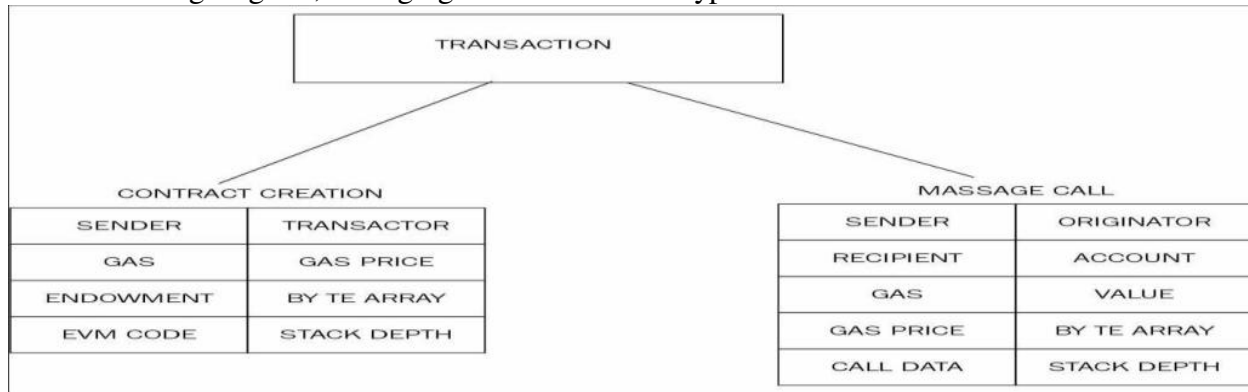 TRANSACTION
CONTRACT CREATION
SENDER TRANSACTOR
GAS GAS PRICE
ENDOWMENT BY TE ARRAY
EVM CODE STACK DEPTH
MASSAGE CALL
SENDER ORIGINATOR
RECIPIENT ACCOUNT
GAS VALUE
GAS PRICE BY TE ARRAY
CALL DATA STACK DEPTH